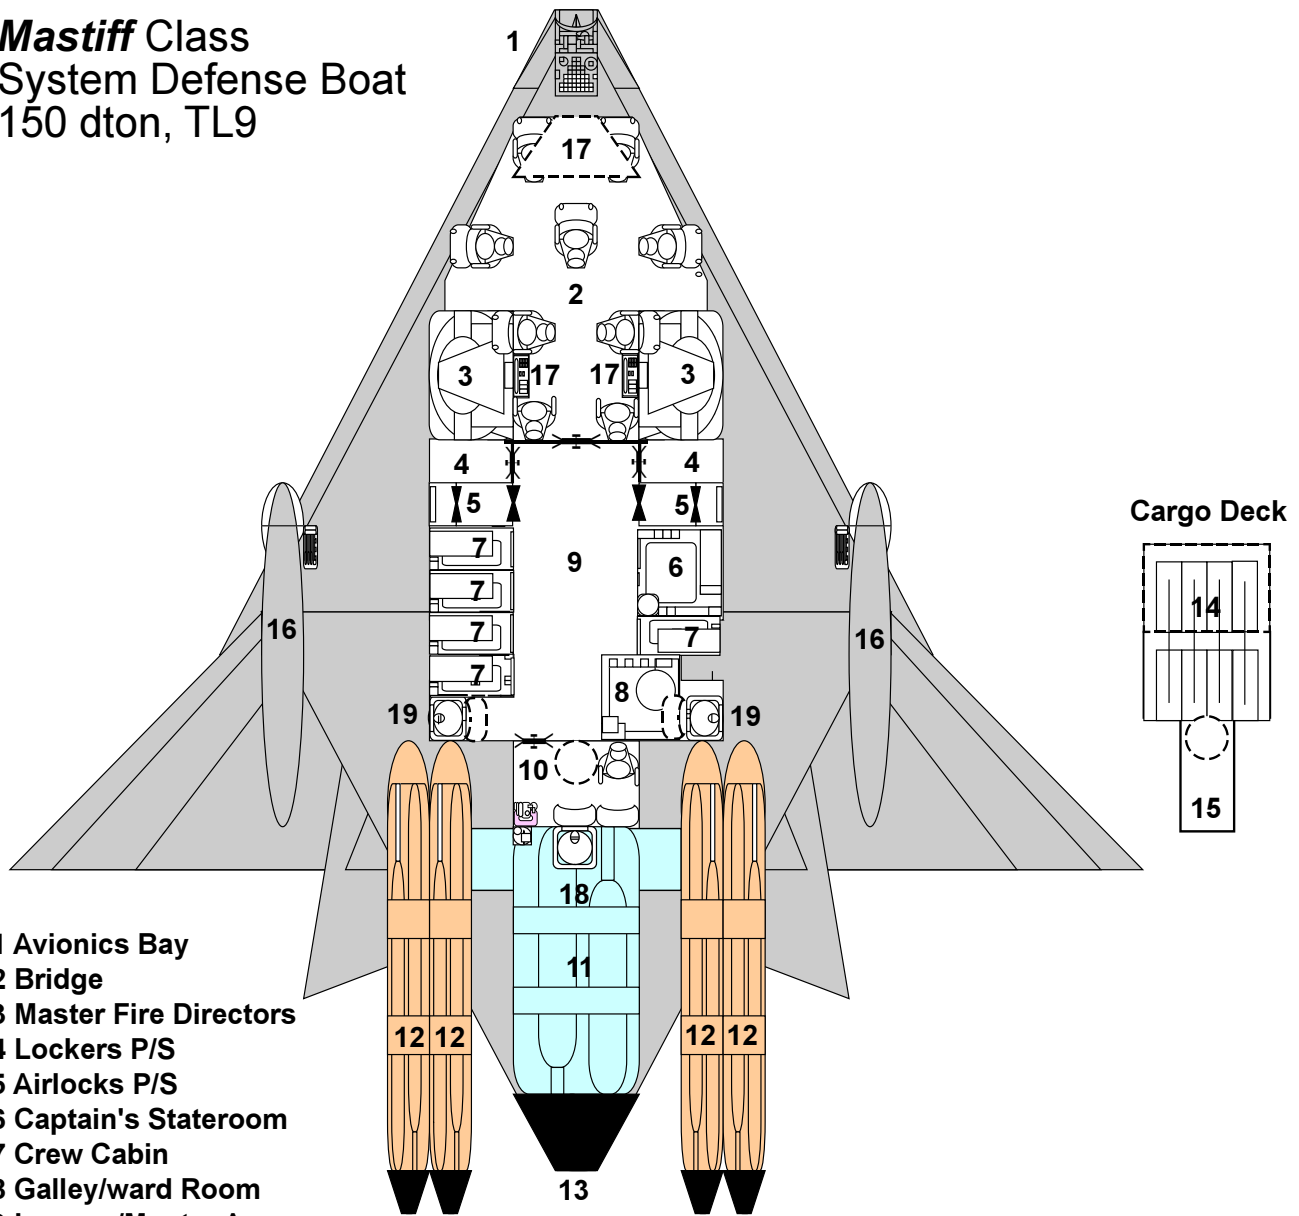 Mastiff Class
System Defense Boat
150 dton, TL9
1
17
2
3
17
17
3
4
4
5
5
Cargo Deck
7
9
6
14
7
16
7
7
16
7
8
19
19
10
15
18
11
12
12
12
12
13
1 Avionics Bay
2 Bridge
3 Master Fire Directors
4 Lockers P/S
5 Airlocks P/S
6 Captain's Stateroom
7 Crew Cabin
8 Galley/ward Room